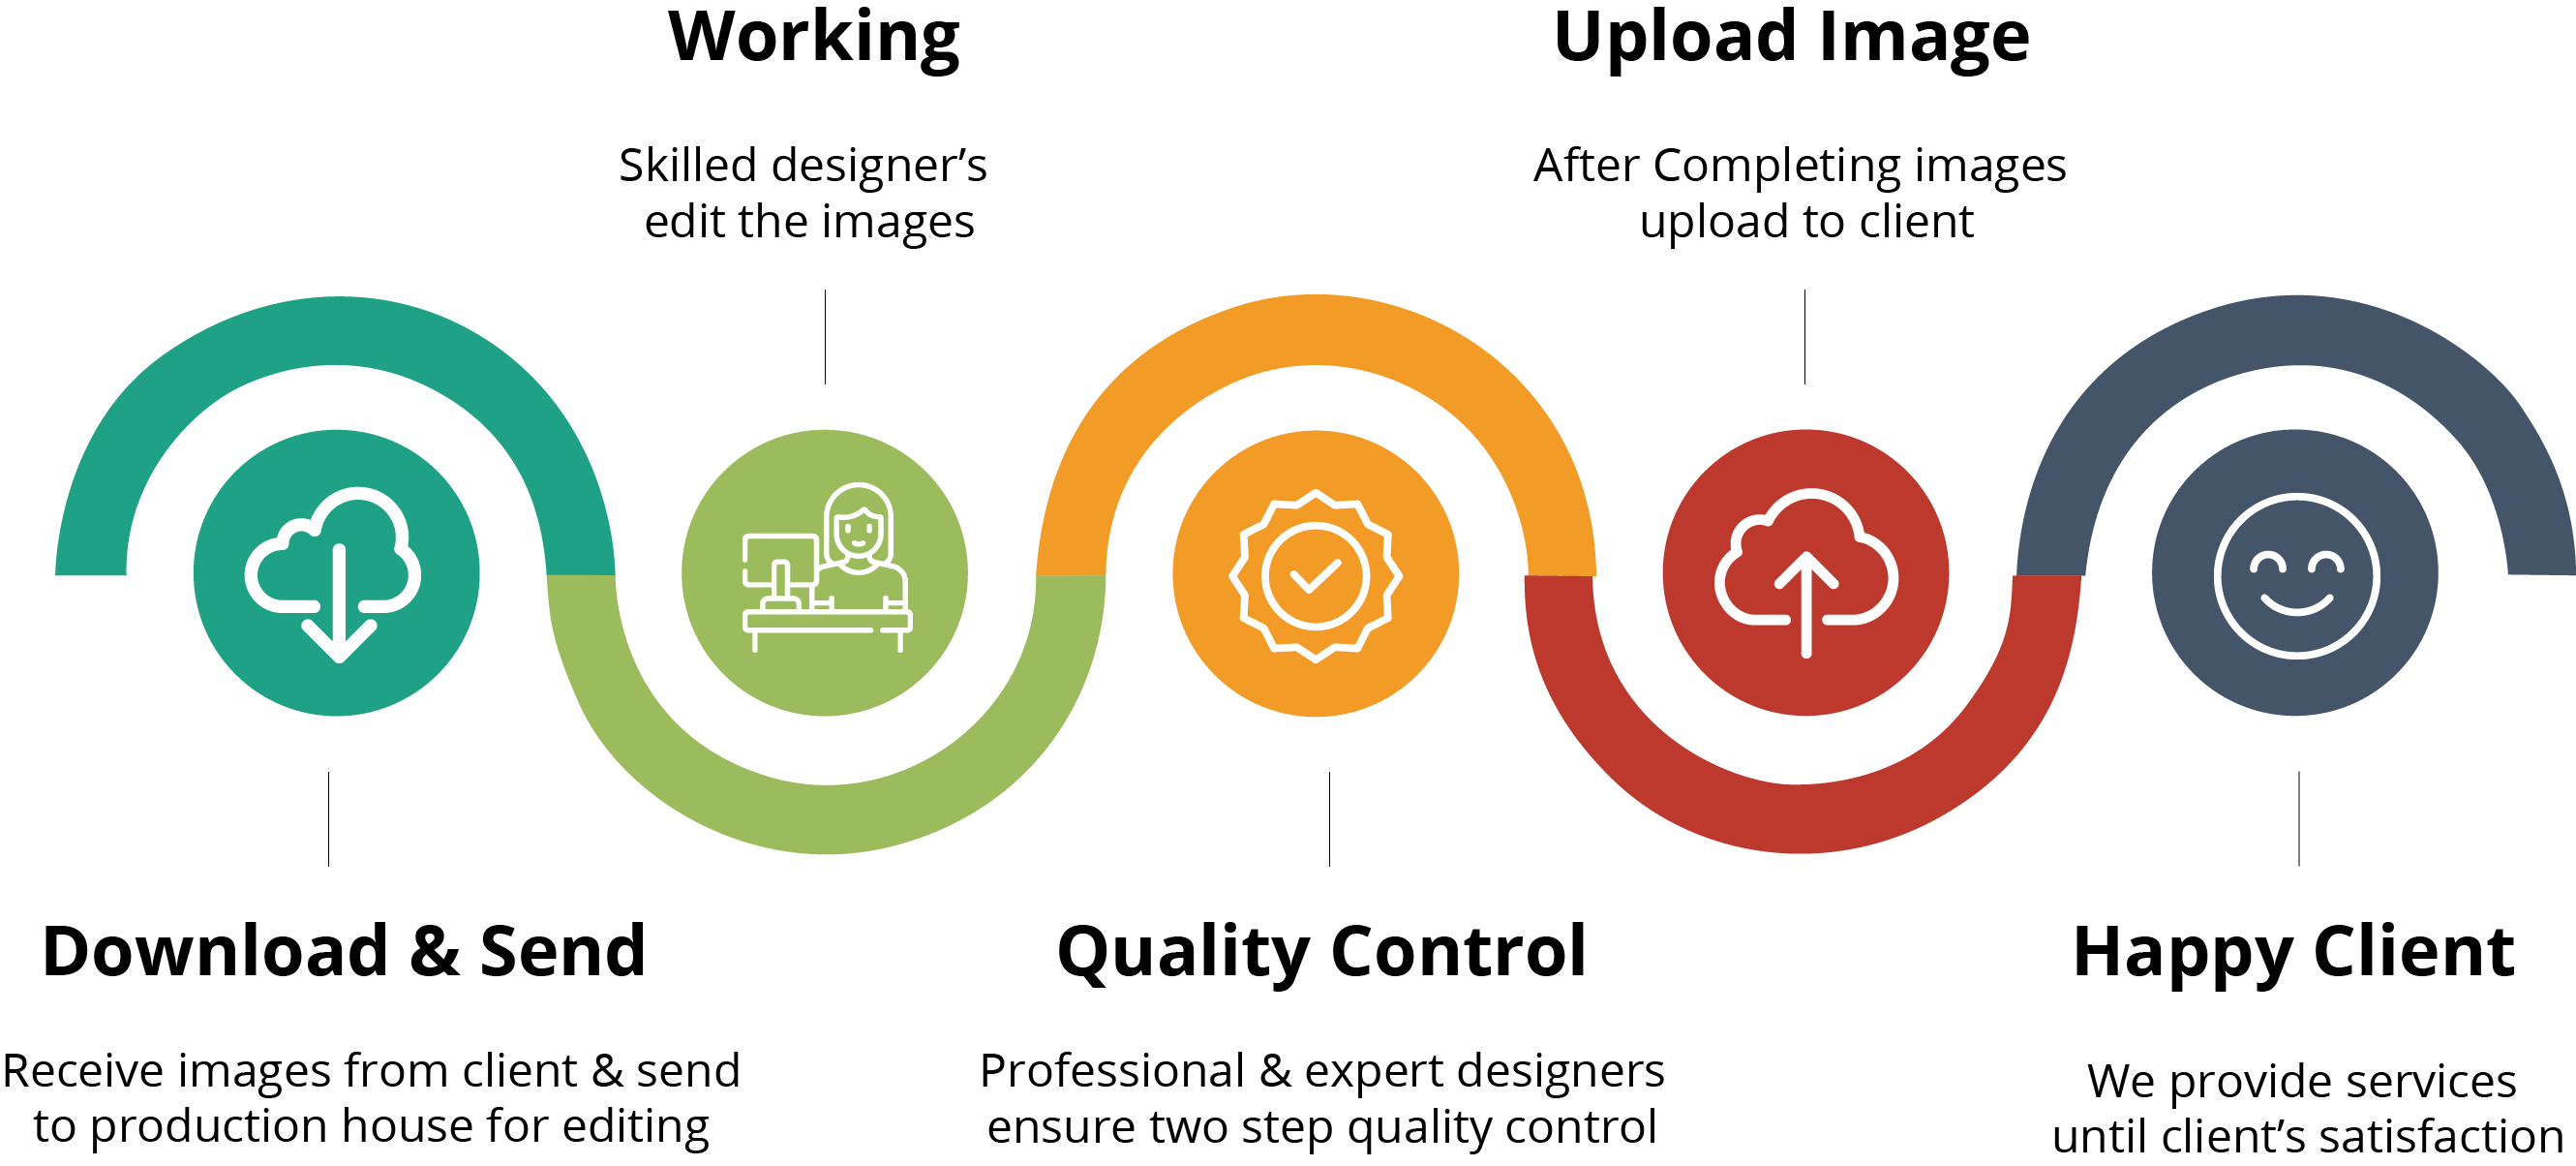 Working
Skilled designer’s
edit the images
Upload Image
After Completing images
upload to client
Download & Send
Receive images from client & send
to production house for editing
Quality Control
Professional & expert designers
ensure two step quality control
Happy Client
We provide services
until client’s satisfaction